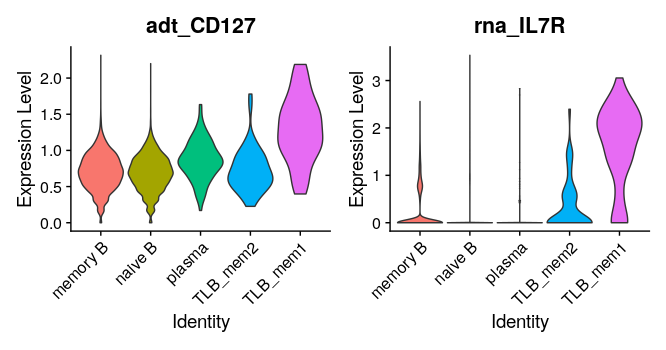 adt_CD127
Expression Level
2.0
1.5
1.0
0.5
0.0
memory B
naive B
plasma
TLB_mem2
TLB_mem1
Identity
rna_IL7R
Expression Level
3
2
1
0
memory B
naive B
plasma
TLB_mem2
TLB_mem1
Identity